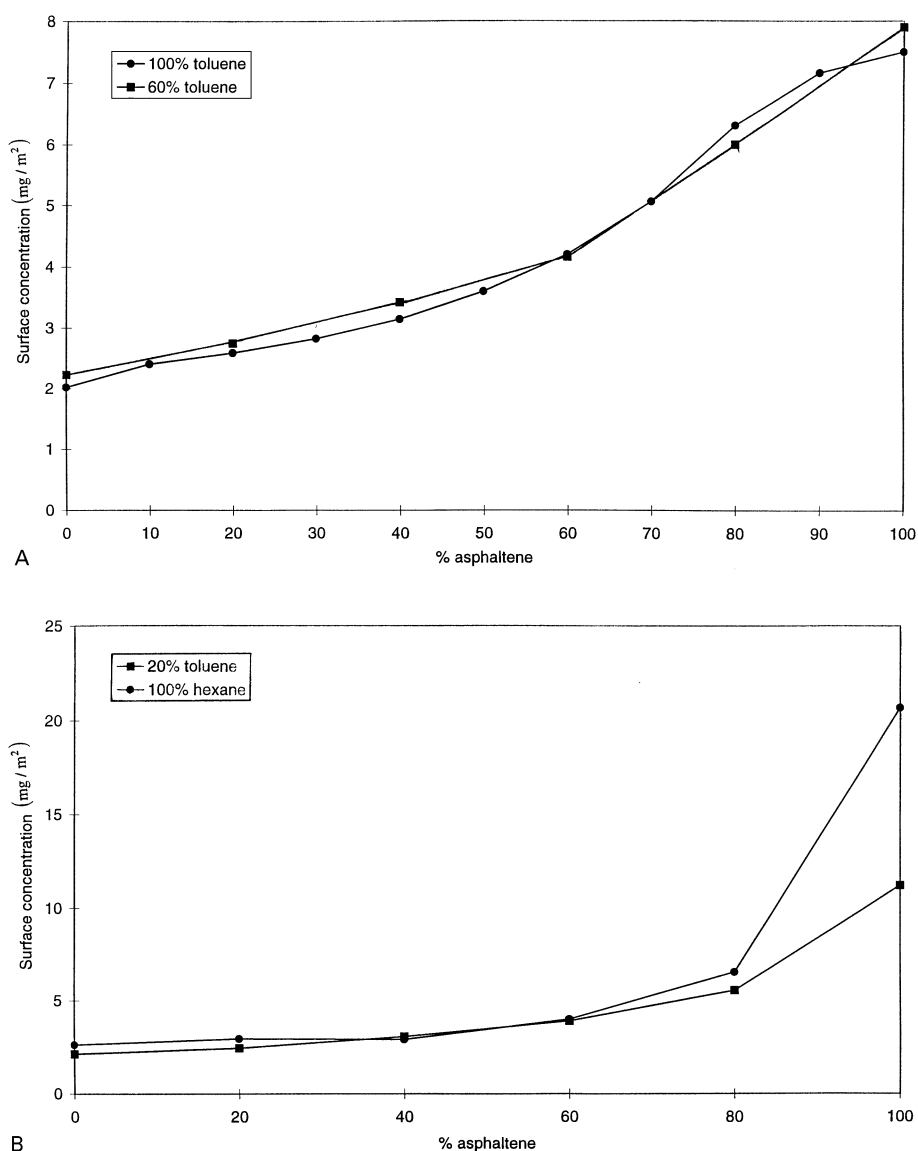 8
7
6
5
4
3
2
1
0
Surface concentration (mg / m²)
100% toluene
60% toluene
0 10 20 30 40 50 60 70 80 90 100
% asphaltene
A
25
20
15
10
5
0
Surface concentration (mg / m²)
20% toluene
100% hexane
0 20 40 60 80 100
% asphaltene
B